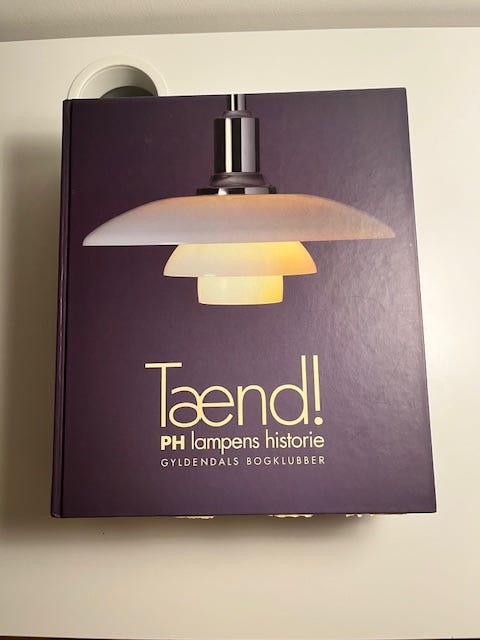 Tænd!
PH lampens historie
GYLDENDALS BOGKLUBBER